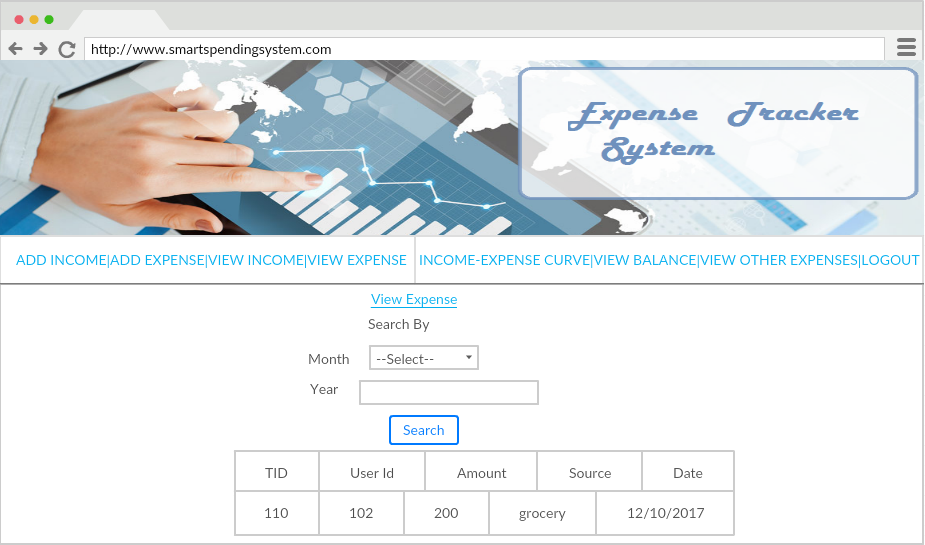 http://www.smartspendingsystem.com
Expense Tracker
System
ADD INCOME|ADD EXPENSE|VIEW INCOME|VIEW EXPENSE INCOME-EXPENSE CURVE|VIEW BALANCE|VIEW OTHER EXPENSES|LOGOUT
View Expense
Search By
Month --Select--
Year
Search
TID User Id Amount Source Date
110 102 200 grocery 12/10/2017